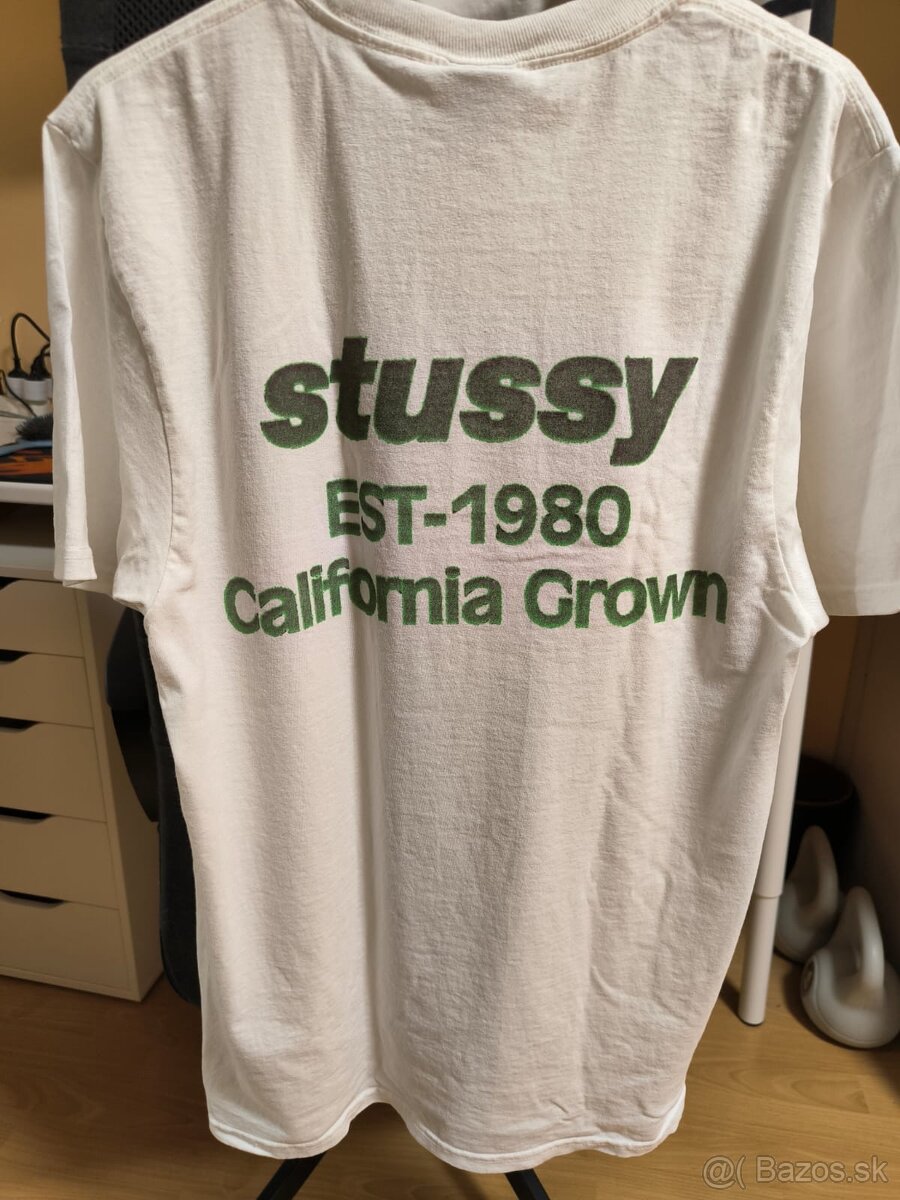 stussy
EST-1980
California Grown
@( Bazos.sk